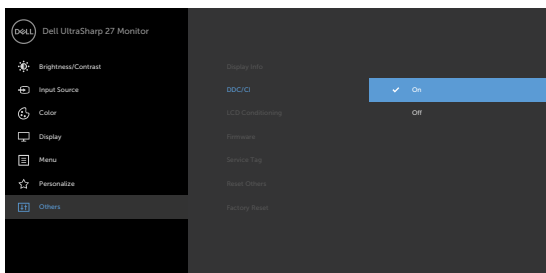 DELL
Dell UltraSharp 27 Monitor
Brightness/Contrast
Input Source
Color
Display
Menu
Personalize
Others
Display Info
DDC/CI
LCD Conditioning
Firmware
Service Tag
Reset Others
Factory Reset
On
Off